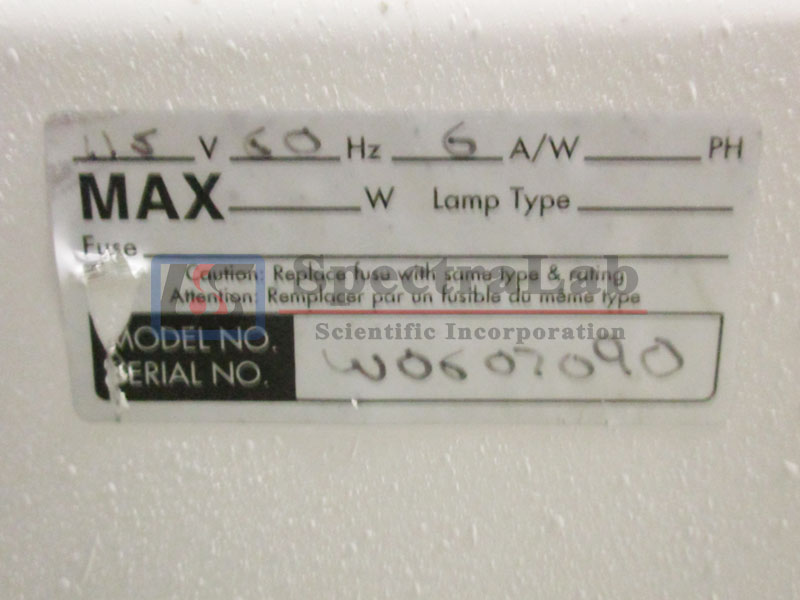 115 V 60 Hz 6 A/W PH
MAX W Lamp Type
Fuse
Caution: Replace fuse with same type & rating
Attention: Remplacer par un fusible du même type
SpectraLab
Scientific Incorporation
MODEL NO.
SERIAL NO.
W0607090